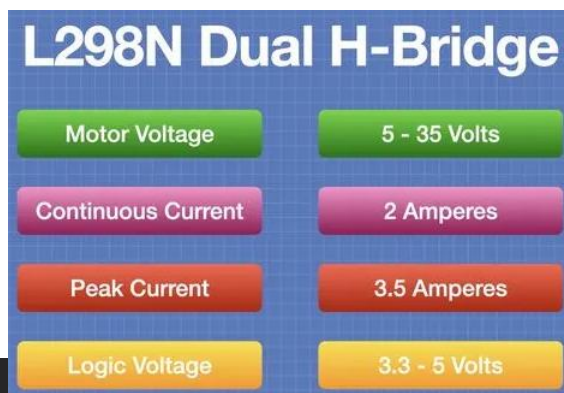 L298N Dual H-Bridge
Motor Voltage 5 - 35 Volts
Continuous Current 2 Amperes
Peak Current 3.5 Amperes
Logic Voltage 3.3 - 5 Volts